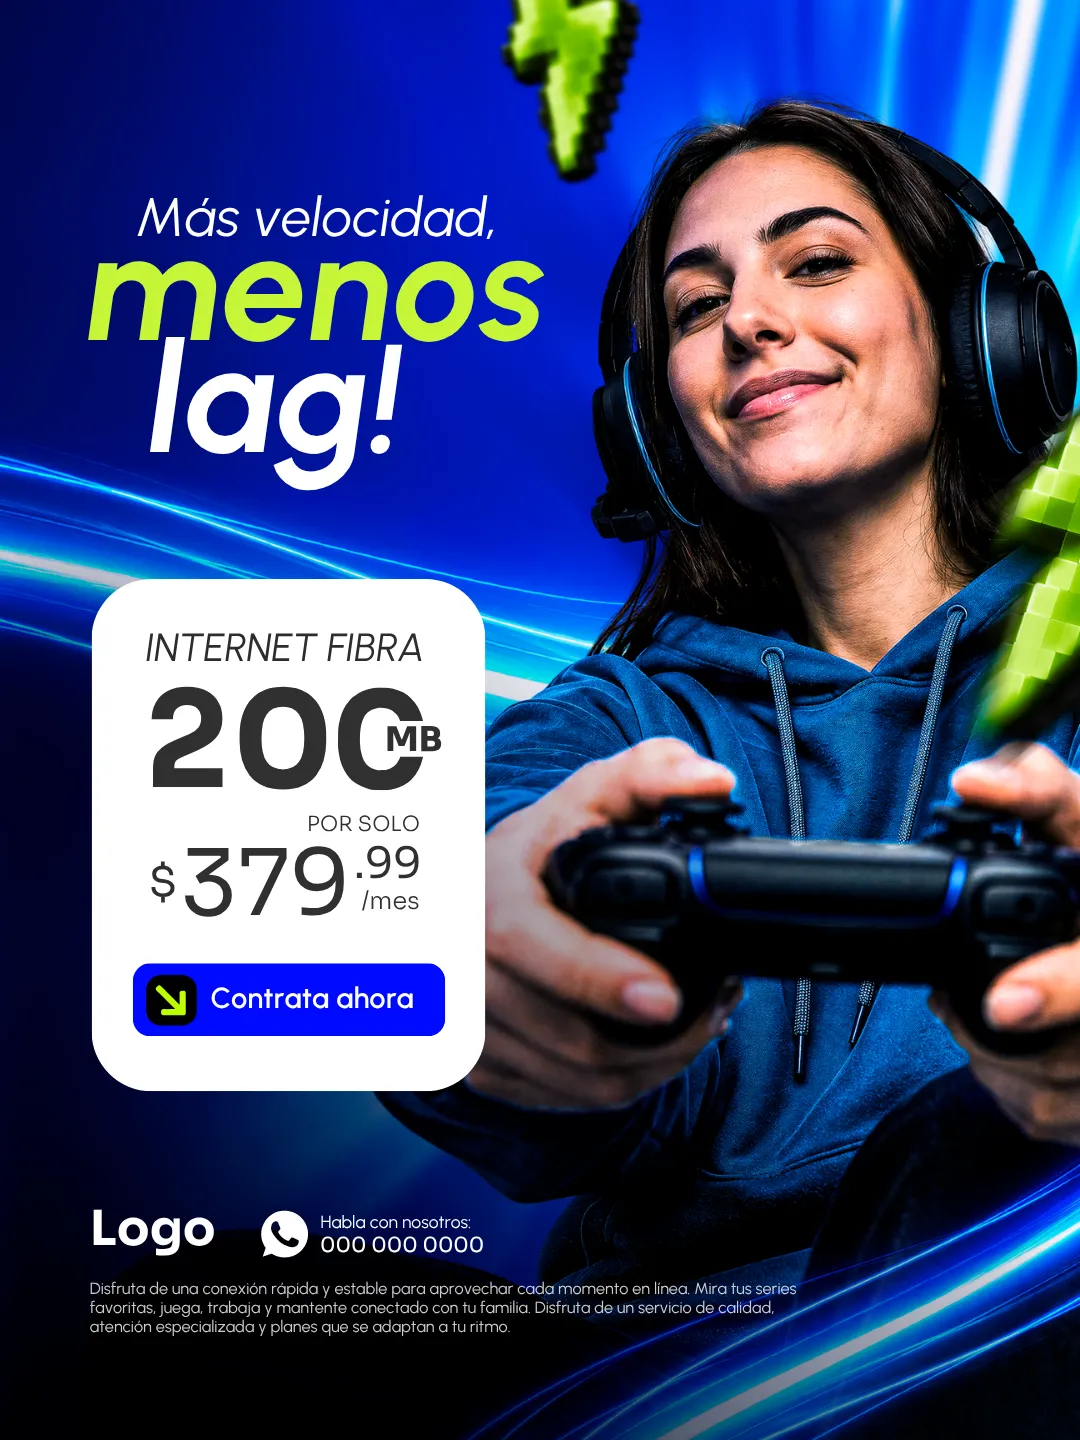 Más velocidad,
menos
lag!
INTERNET FIBRA
200 MB
POR SOLO
$379.99
/mes
Contrata ahora
Logo
Habla con nosotros:
000 000 0000
Disfruta de una conexión rápida y estable para aprovechar cada momento en línea. Mira tus series
favoritas, juega, trabaja y mantente conectado con tu familia. Disfruta de un servicio de calidad,
atención especializada y planes que se adaptan a tu ritmo.